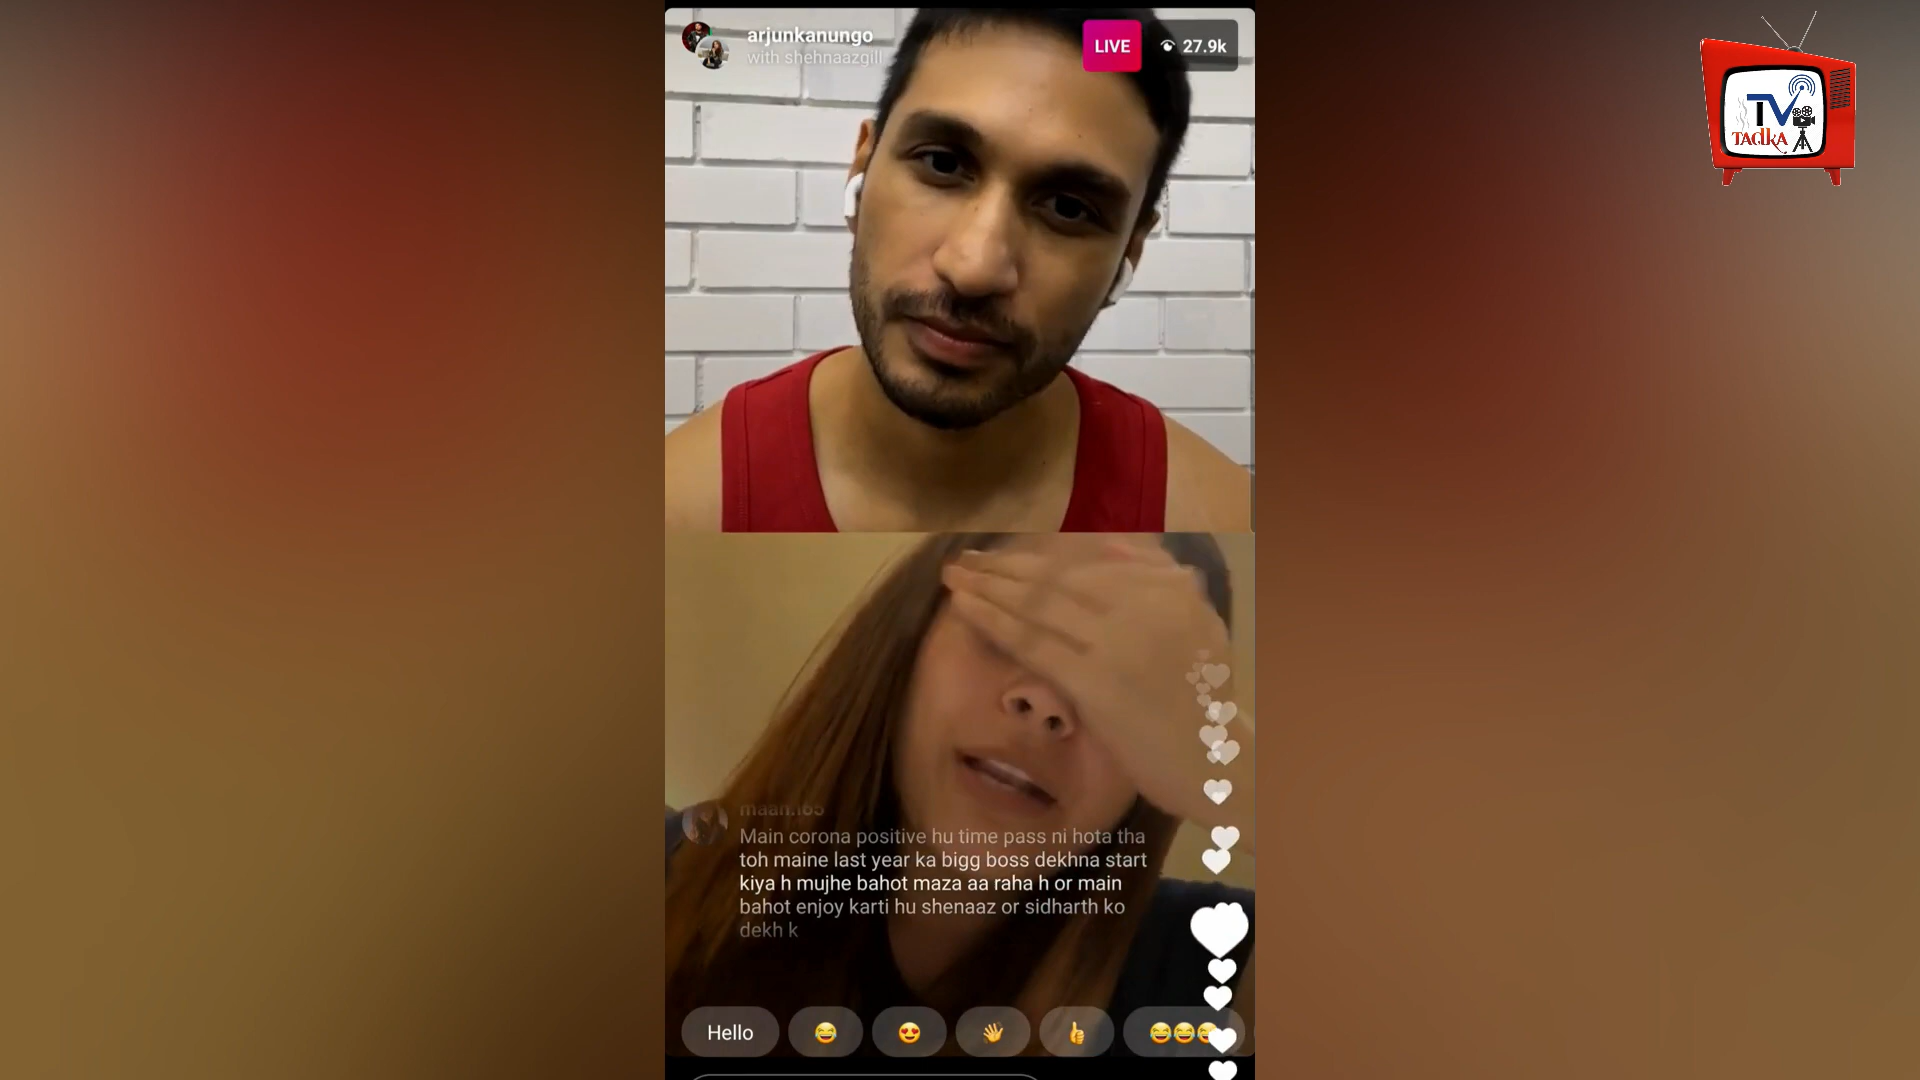 arjunkanungo
with shehnaazgill
LIVE
27.9k
TV
TAdkA
maan.165
Main corona positive hu time pass ni hota tha
toh maine last year ka bigg boss dekhna start
kiya h mujhe bahot maza aa raha h or main
bahot enjoy karti hu shenaaz or sidharth ko
dekh k
Hello